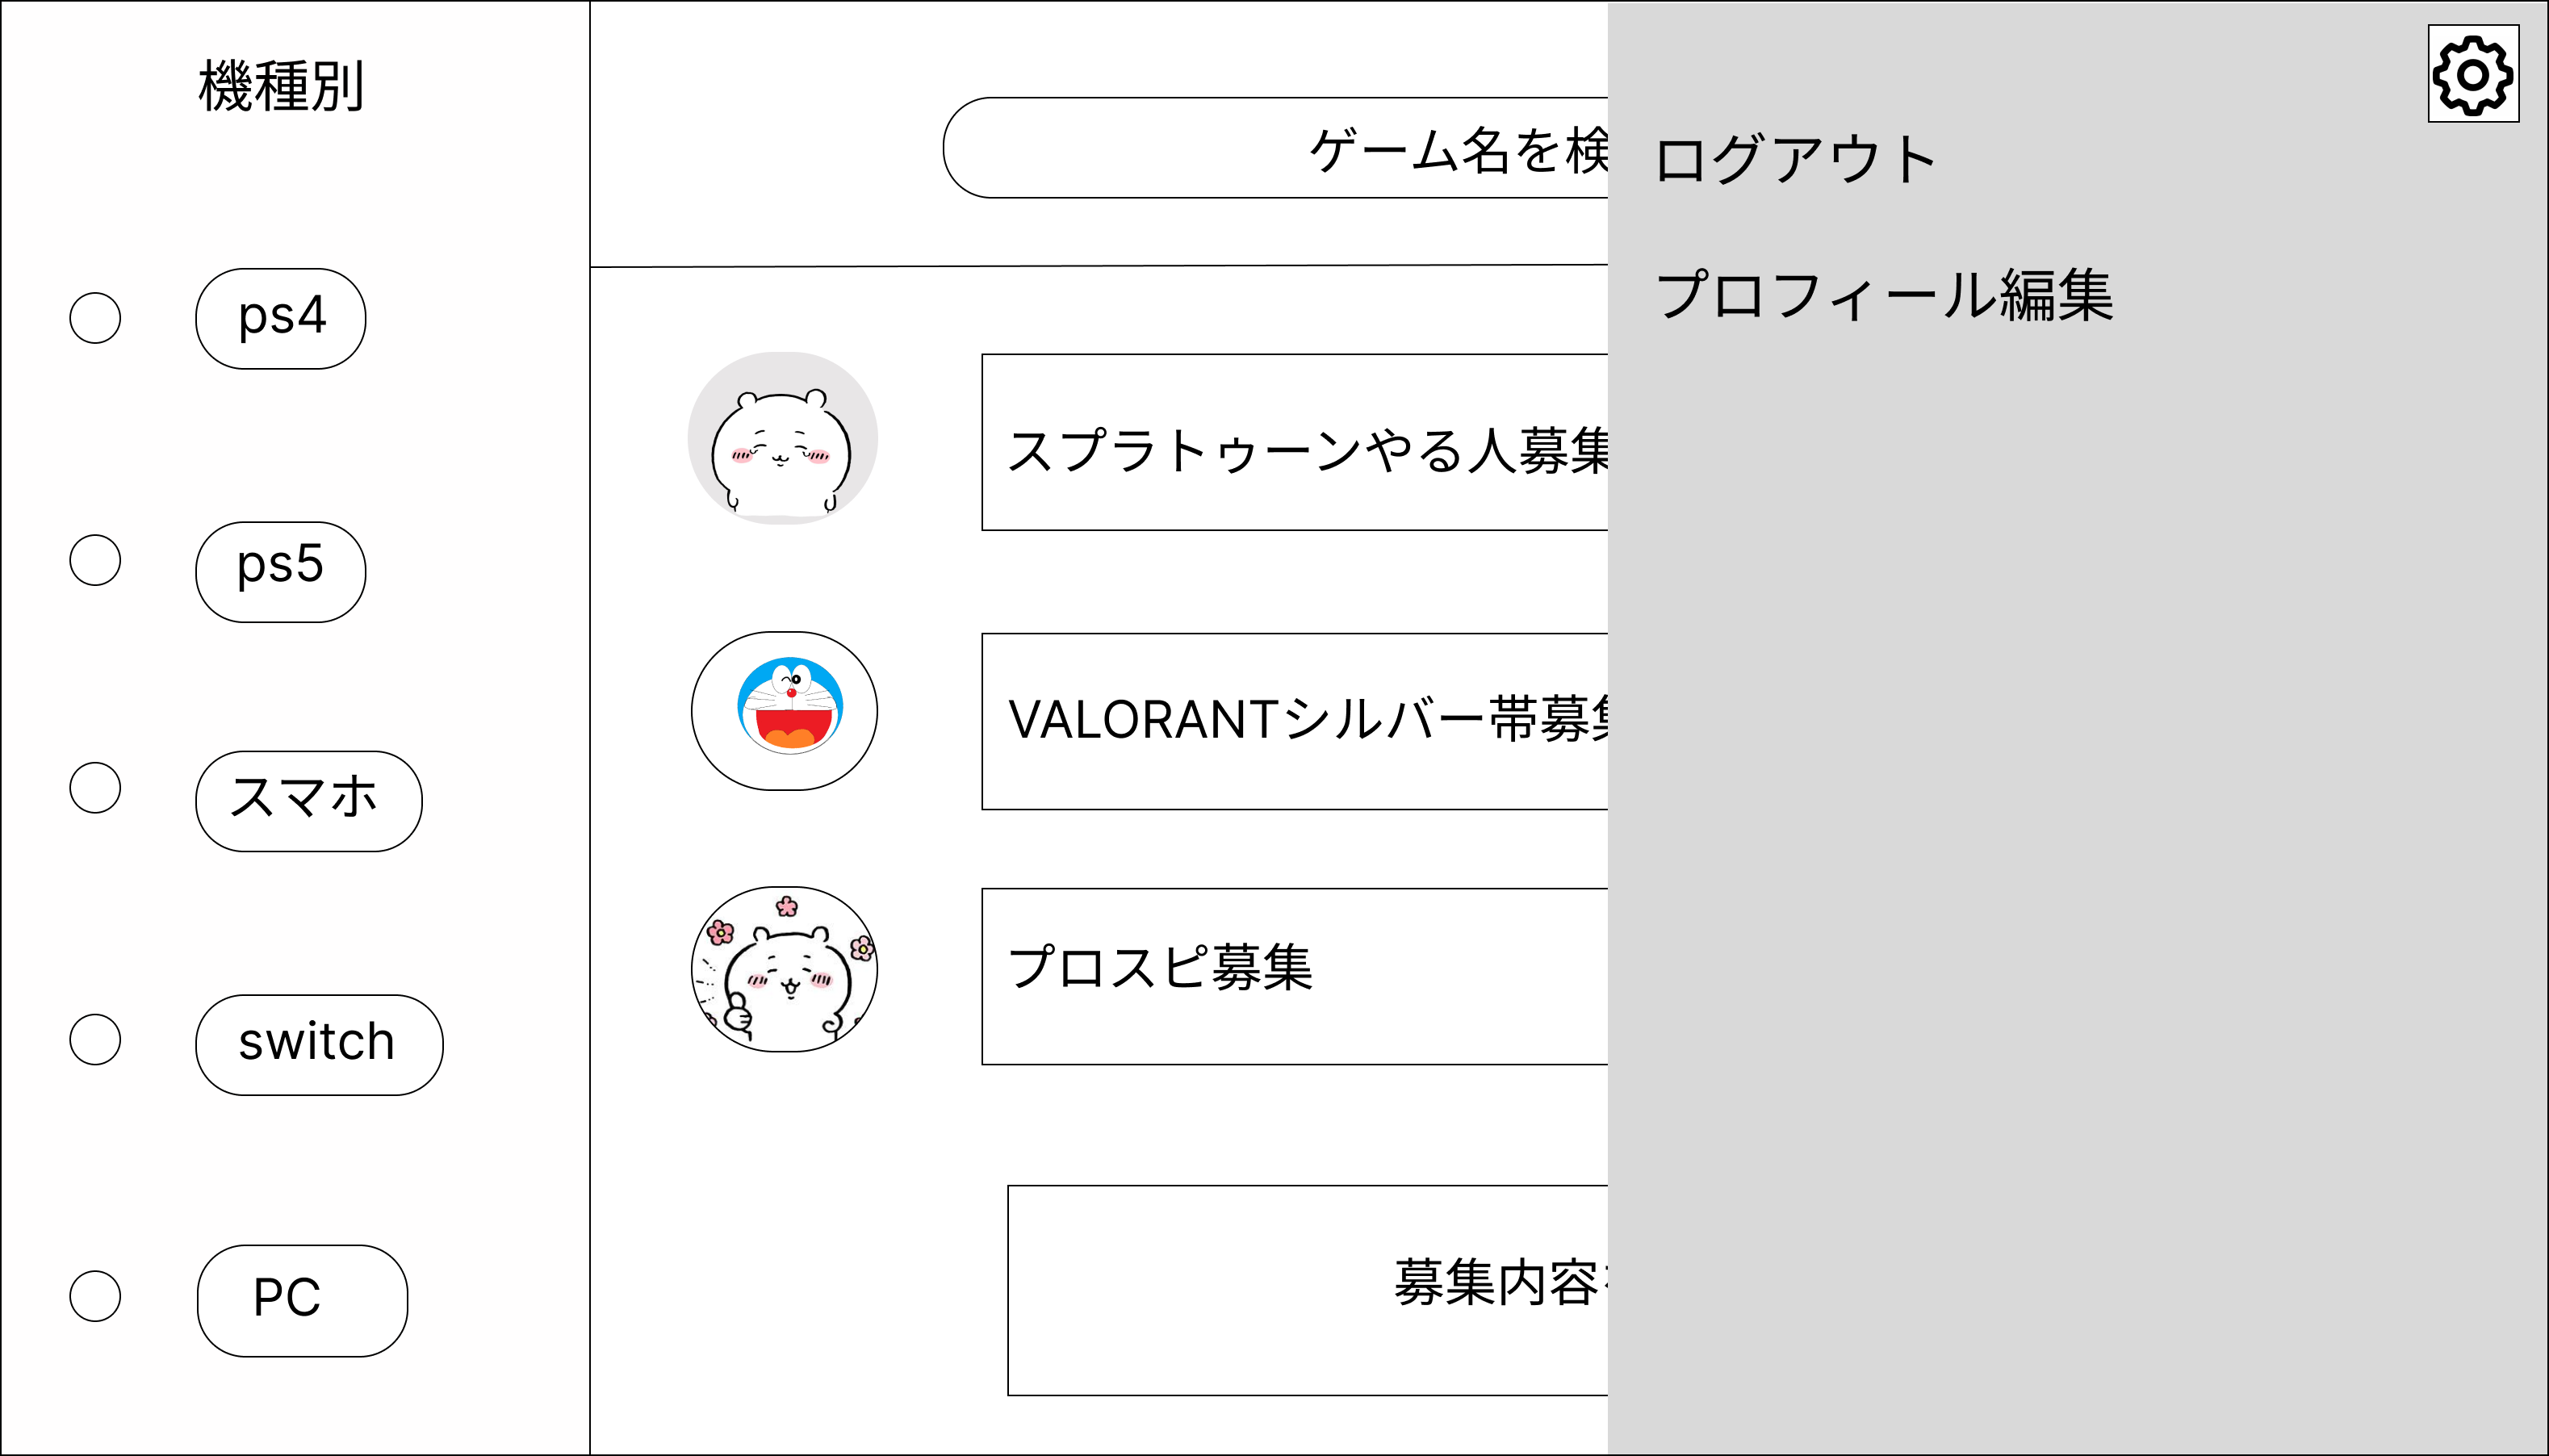 機種別
ps4
ps5
スマホ
switch
PC
ゲーム名を検
スプラトゥーンやる人募集
VALORANTシルバー帯募集
プロスピ募集
募集内容を
ログアウト
プロフィール編集